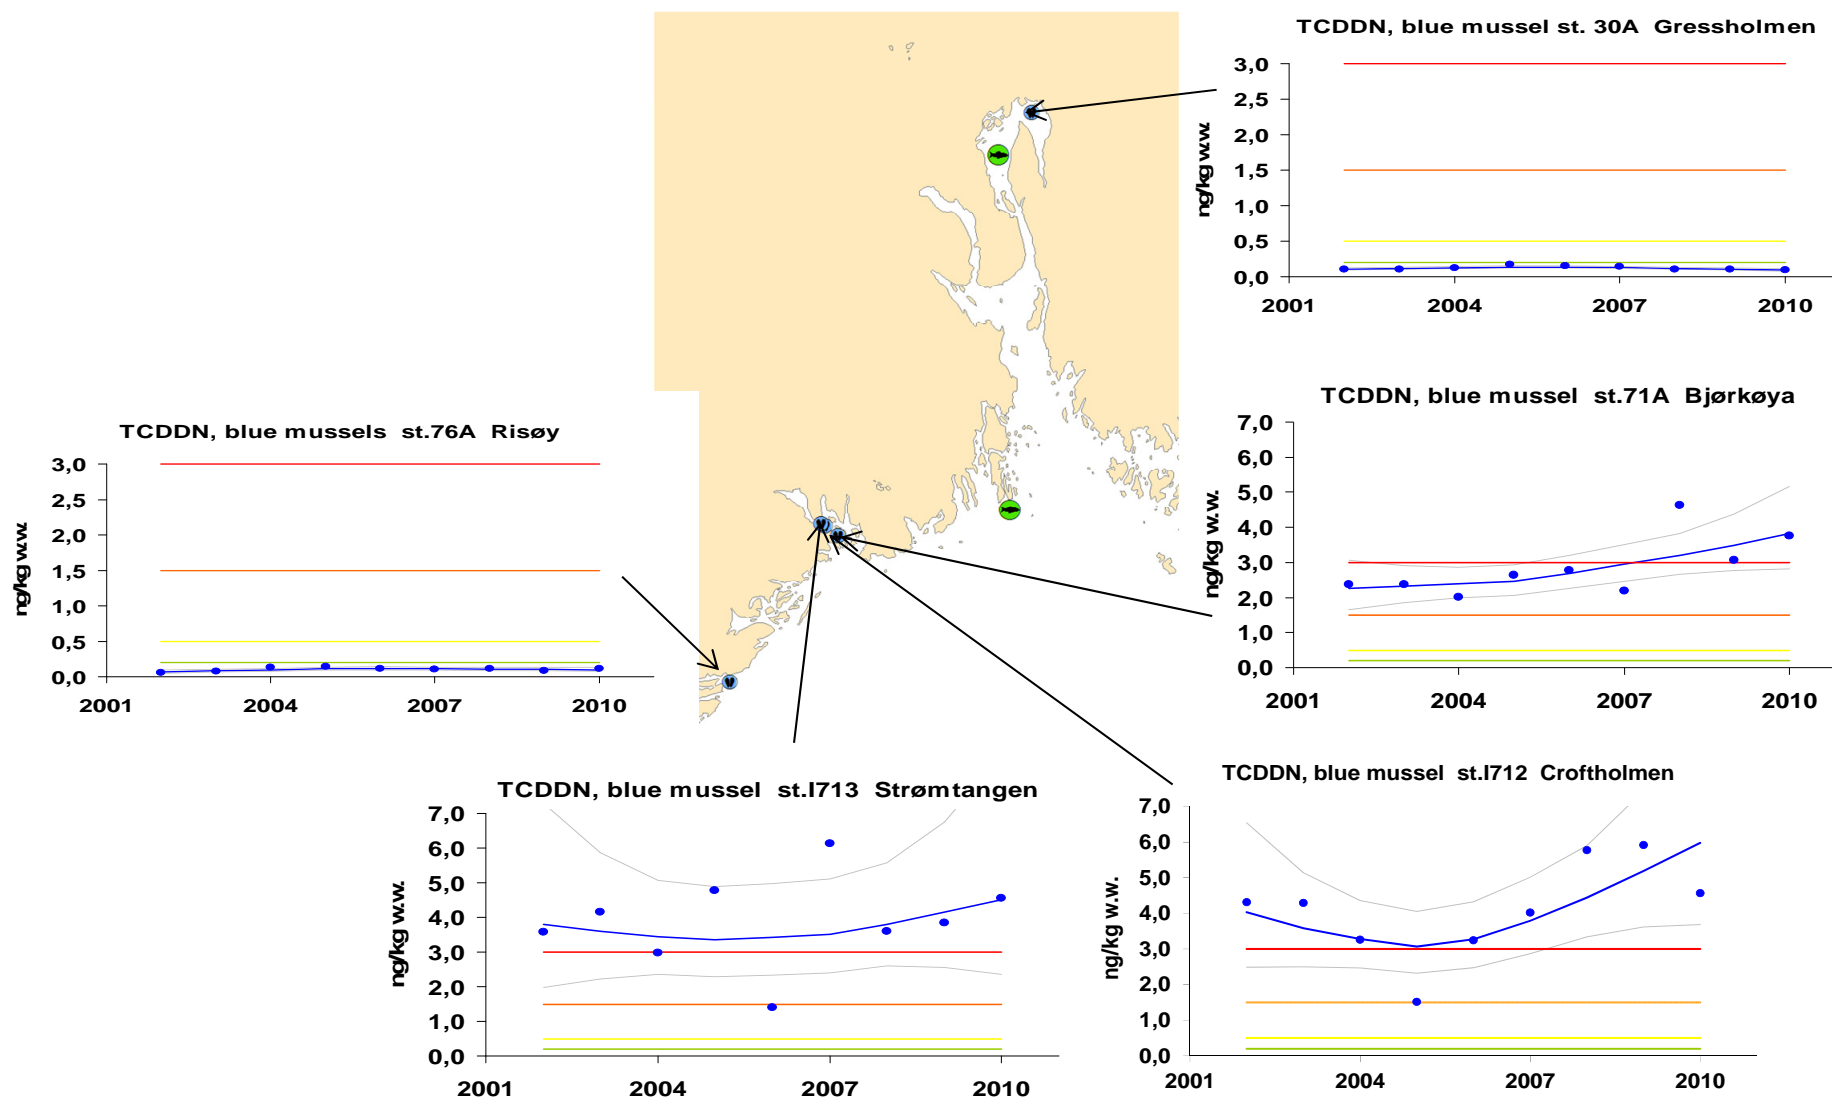 TCDDN, blue mussel st. 30A Gressholmen
ng/kg w.w.
3,0
2,5
2,0
1,5
1,0
0,5
0,0
2001 2004 2007 2010
TCDDN, blue mussel st.71A Bjørkøya
ng/kg w.w.
7,0
6,0
5,0
4,0
3,0
2,0
1,0
0,0
2001 2004 2007 2010
TCDDN, blue mussels st.76A Risøy
ng/kg w.w.
3,0
2,5
2,0
1,5
1,0
0,5
0,0
2001 2004 2007 2010
TCDDN, blue mussel st.I713 Strømtangen
ng/kg w.w.
7,0
6,0
5,0
4,0
3,0
2,0
1,0
0,0
2001 2004 2007 2010
TCDDN, blue mussel st.I712 Croftholmen
ng/kg w.w.
7,0
6,0
5,0
4,0
3,0
2,0
1,0
0,0
2001 2004 2007 2010